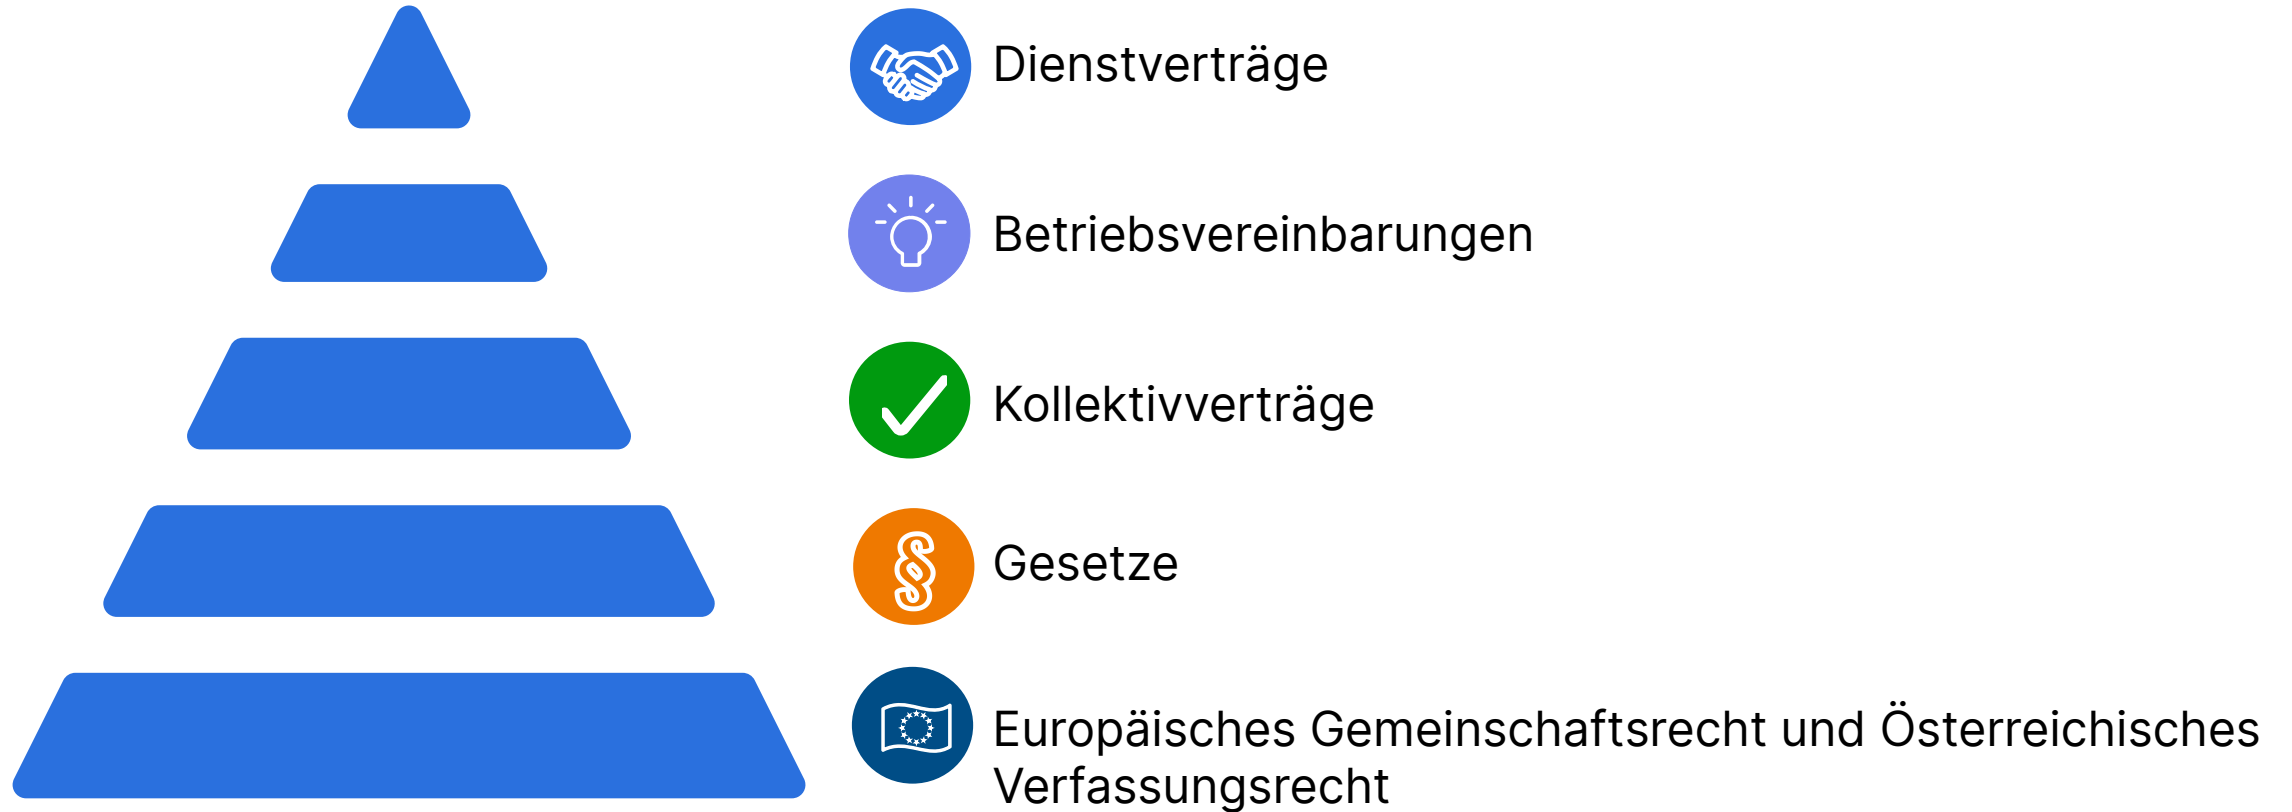 Dienstverträge
Betriebsvereinbarungen
Kollektivverträge
Gesetze
Europäisches Gemeinschaftsrecht und Österreichisches
Verfassungsrecht